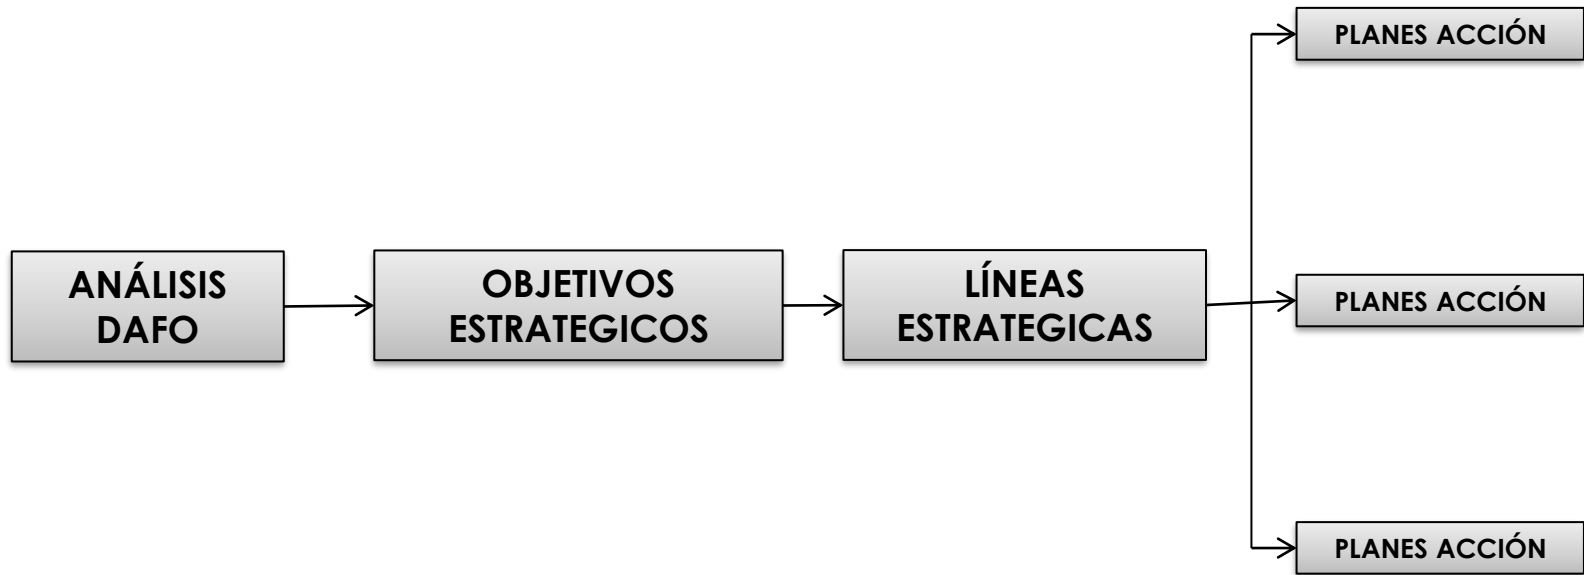 ANÁLISIS
DAFO
OBJETIVOS
ESTRATEGICOS
LÍNEAS
ESTRATEGICAS
PLANES ACCIÓN
PLANES ACCIÓN
PLANES ACCIÓN